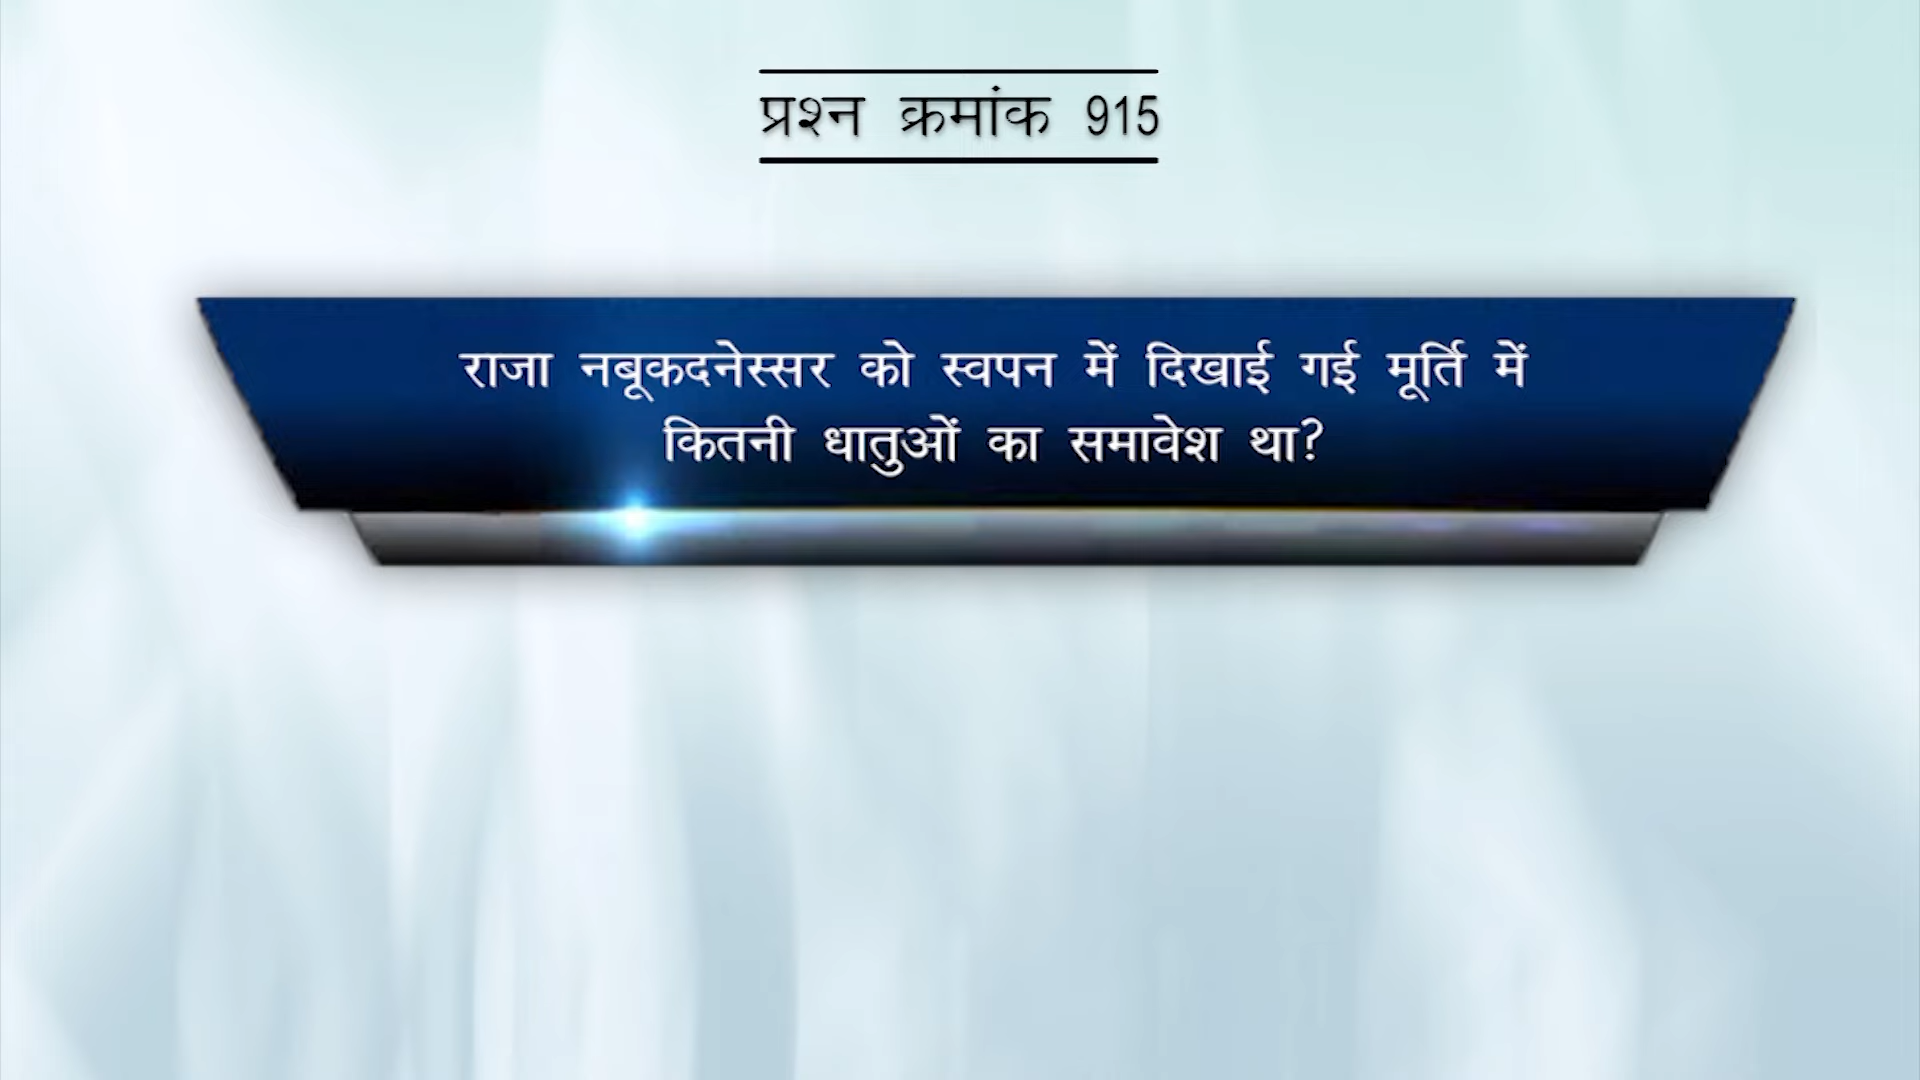 प्रश्न क्रमांक 915
राजा नबूकदनेस्सर को स्वपन में दिखाई गई मूर्ति में
कितनी धातुओं का समावेश था?